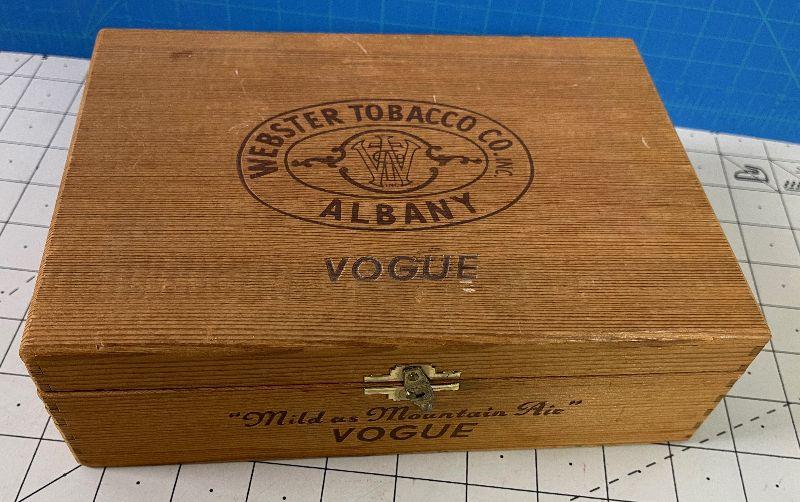 WEBSTER TOBACCO CO. INC.
ALBANY
VOGUE
"Mild as Mountain Air"
VOGUE